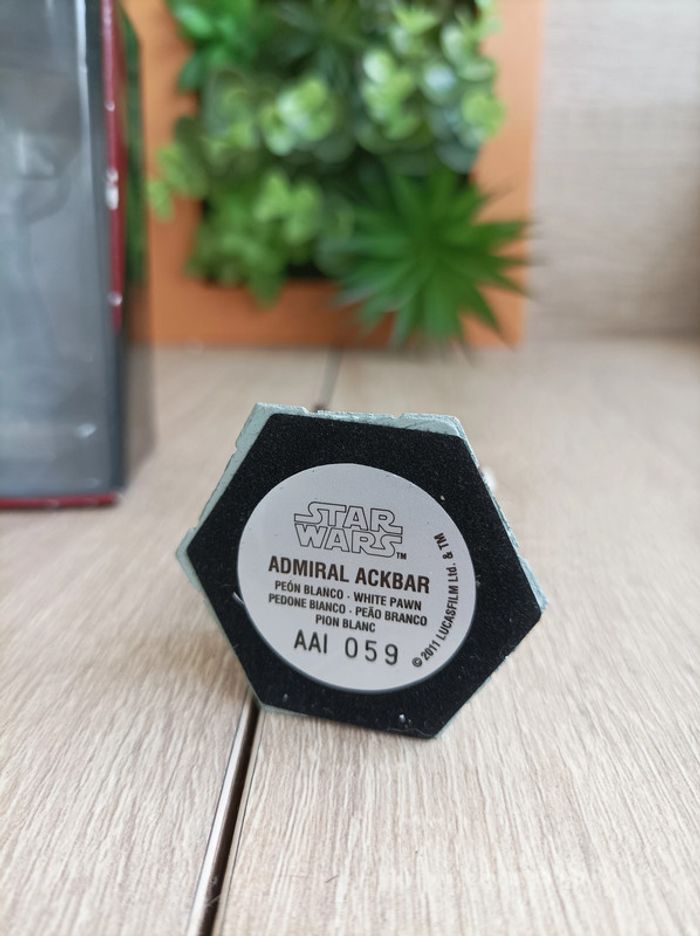 STAR
WARS™
ADMIRAL ACKBAR
PEÓN BLANCO · WHITE PAWN
PEDONE BIANCO · PEÃO BRANCO
PION BLANC
AAI 059
© 2011 LUCASFILM Ltd. & TM